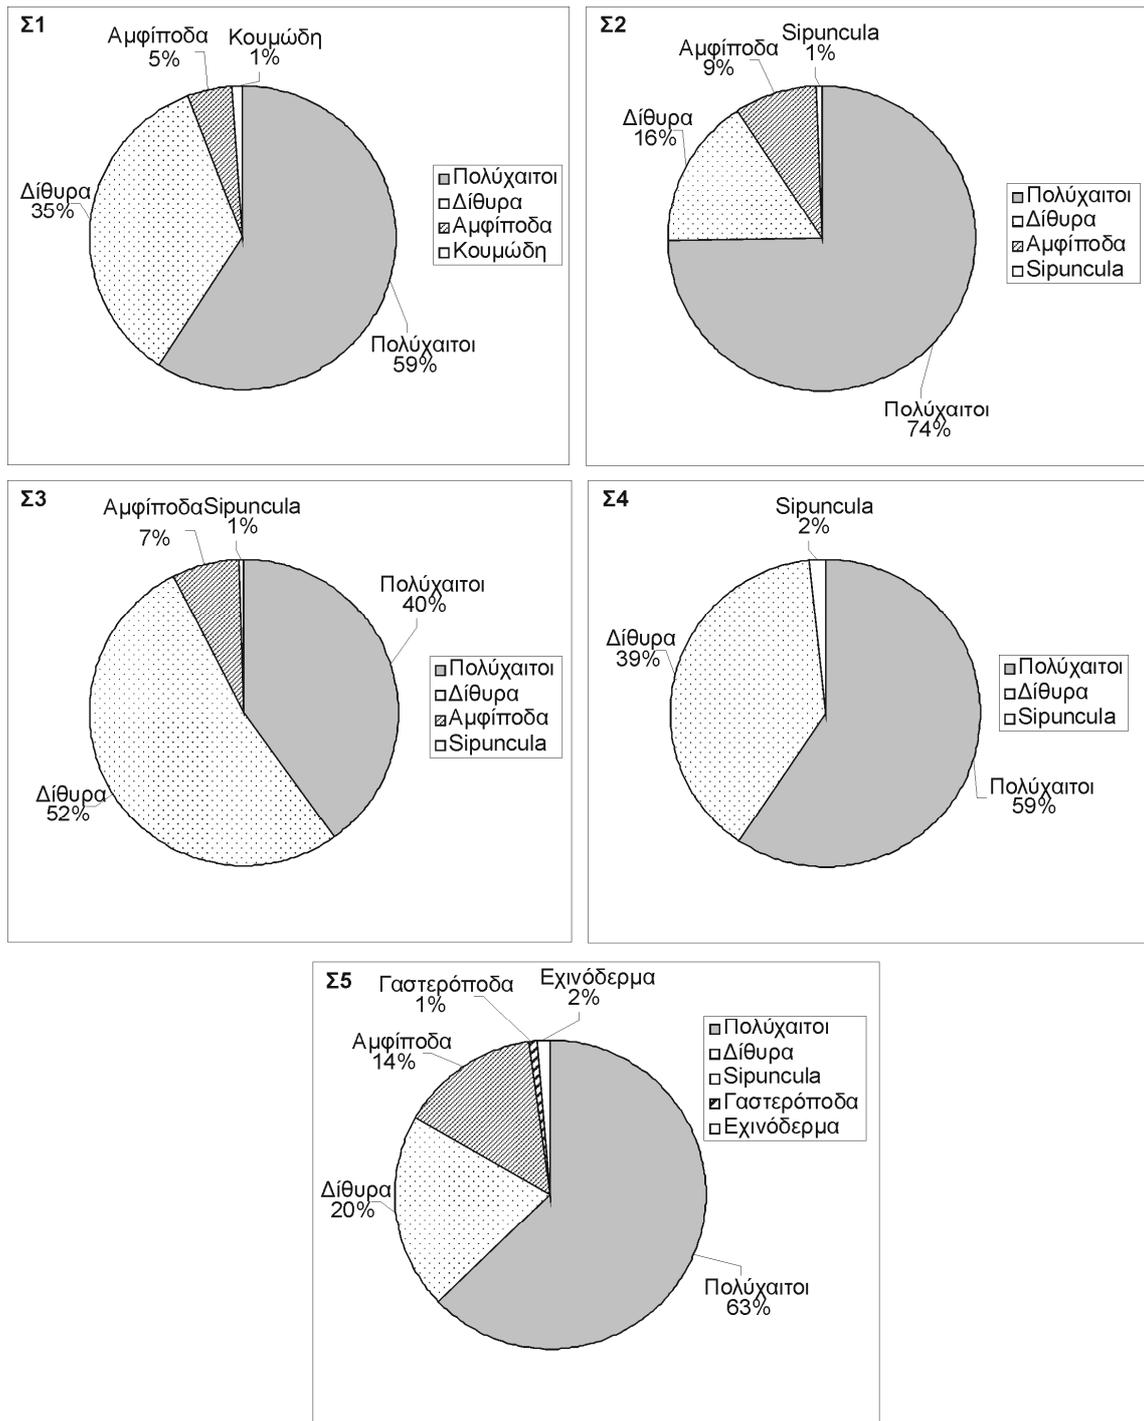 Σ1
Αμφίποδα
5%
Κουμώδη
1%
Δίθυρα
35%
Πολύχαιτοι
59%
Πολύχαιτοι
Δίθυρα
Αμφίποδα
Κουμώδη
Σ2
Sipuncula
1%
Αμφίποδα
9%
Δίθυρα
16%
Πολύχαιτοι
74%
Πολύχαιτοι
Δίθυρα
Αμφίποδα
Sipuncula
Σ3
Αμφίποδα
7%
Sipuncula
1%
Πολύχαιτοι
40%
Δίθυρα
52%
Πολύχαιτοι
Δίθυρα
Αμφίποδα
Sipuncula
Σ4
Sipuncula
2%
Δίθυρα
39%
Πολύχαιτοι
59%
Πολύχαιτοι
Δίθυρα
Sipuncula
Σ5
Γαστερόποδα
1%
Εχινόδερμα
2%
Αμφίποδα
14%
Δίθυρα
20%
Πολύχαιτοι
63%
Πολύχαιτοι
Δίθυρα
Sipuncula
Γαστερόποδα
Εχινόδερμα